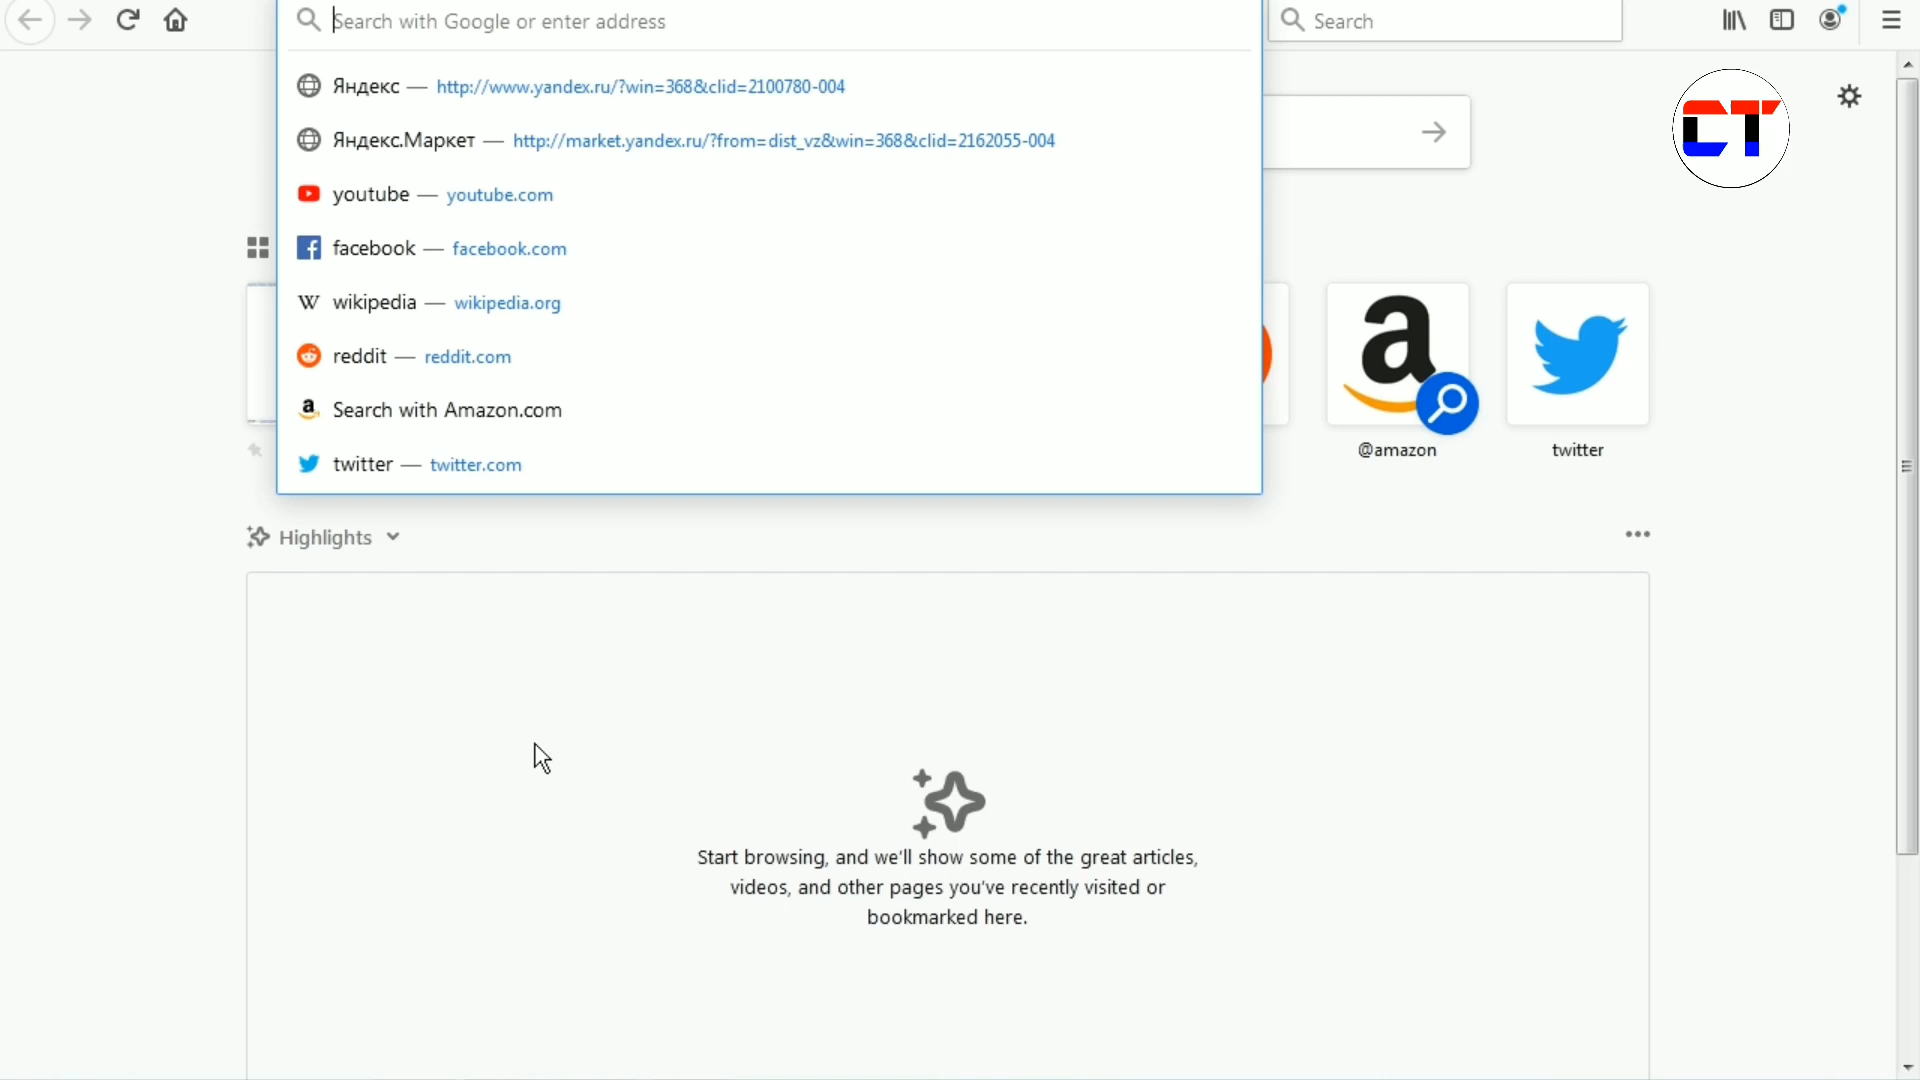 Search with Google or enter address
Search
Яндекс — http://www.yandex.ru/?win=368&clid=2100780-004
Яндекс.Маркет — http://market.yandex.ru/?from=dist_vz&win=368&clid=2162055-004
youtube — youtube.com
facebook — facebook.com
W wikipedia — wikipedia.org
reddit — reddit.com
a Search with Amazon.com
twitter — twitter.com
CT
a
@amazon
twitter
Highlights
Start browsing, and we'll show some of the great articles,
videos, and other pages you've recently visited or
bookmarked here.